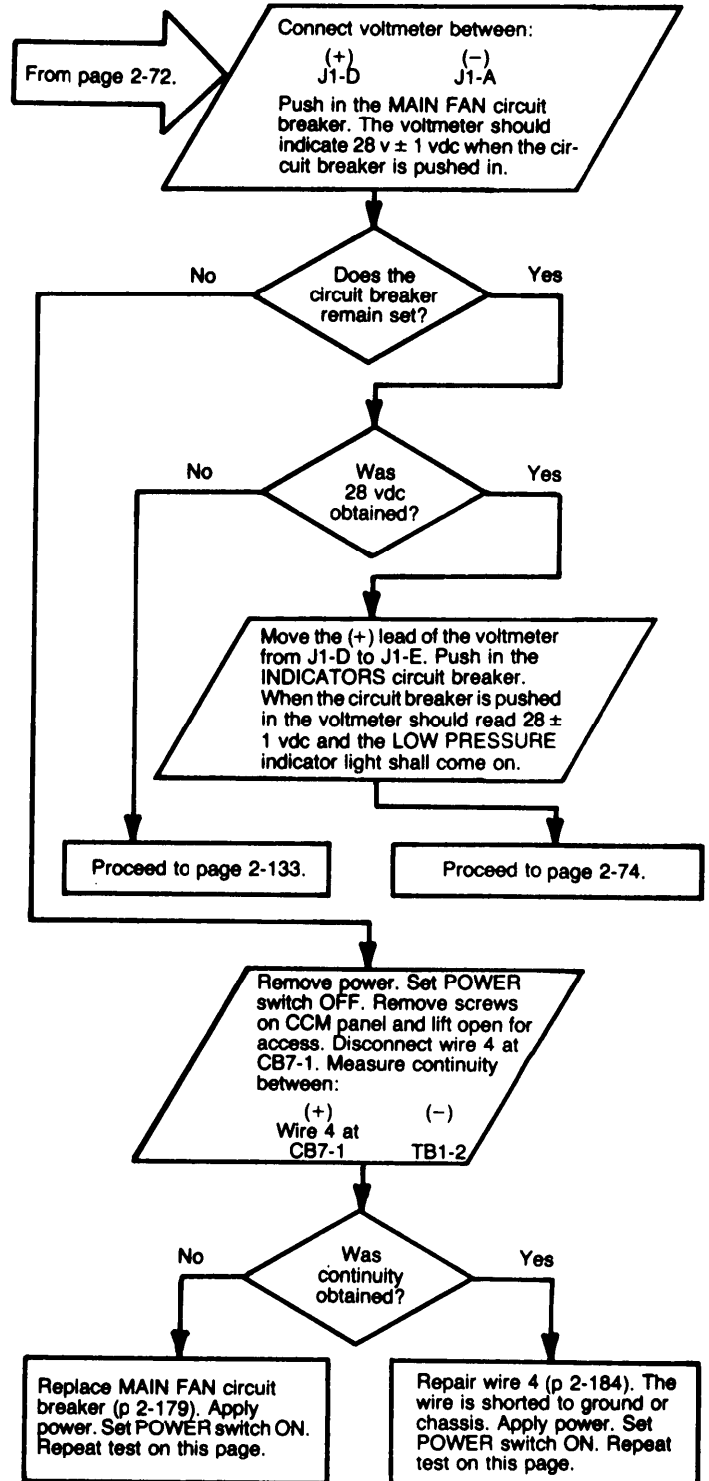 From page 2-72.
Connect voltmeter between:
(+) (−)
J1-D J1-A
Push in the MAIN FAN circuit
breaker. The voltmeter should
indicate 28 v ± 1 vdc when the cir-
cuit breaker is pushed in.
No
Does the
circuit breaker
remain set?
Yes
No
Was
28 vdc
obtained?
Yes
Move the (+) lead of the voltmeter
from J1-D to J1-E. Push in the
INDICATORS circuit breaker.
When the circuit breaker is pushed
in the voltmeter should read 28 ±
1 vdc and the LOW PRESSURE
indicator light shall come on.
Proceed to page 2-133.
Proceed to page 2-74.
Remove power. Set POWER
switch OFF. Remove screws
on CCM panel and lift open for
access. Disconnect wire 4 at
CB7-1. Measure continuity
between:
(+) (−)
Wire 4 at
CB7-1 TB1-2
No
Was
continuity
obtained?
Yes
Replace MAIN FAN circuit
breaker (p 2-179). Apply
power. Set POWER switch ON.
Repeat test on this page.
Repair wire 4 (p 2-184). The
wire is shorted to ground or
chassis. Apply power. Set
POWER switch ON. Repeat
test on this page.